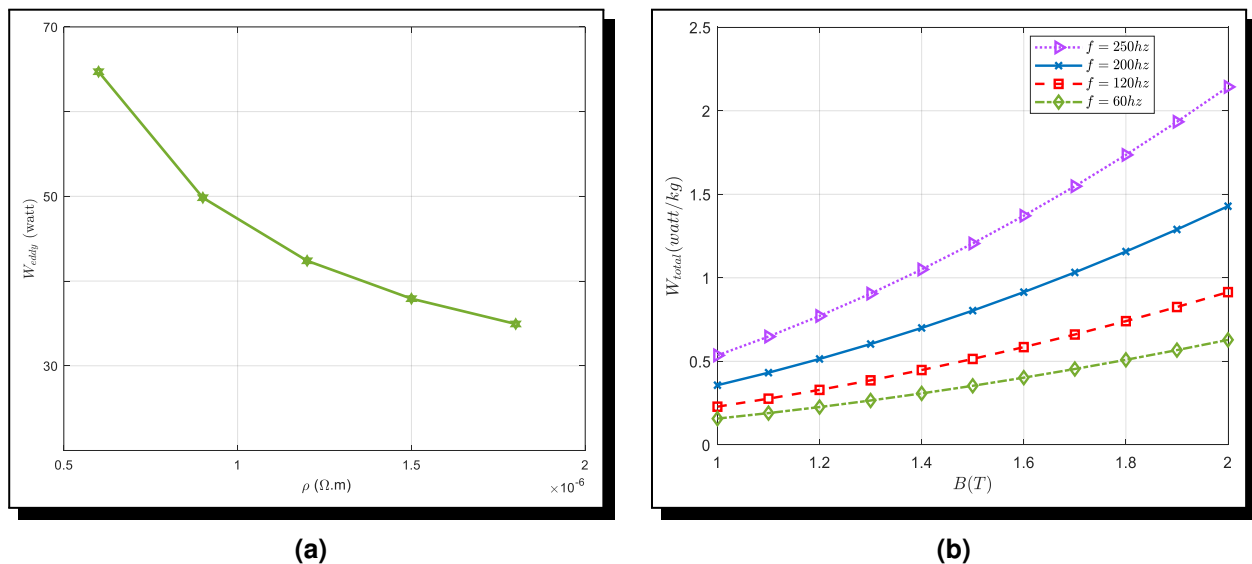 70
50
30
0.5
1
1.5
2
×10⁻⁶
W_eddy (watt)
ρ (Ω.m)
(a)
2.5
2
1.5
1
0.5
0
1
1.2
1.4
1.6
1.8
2
W_total(watt/kg)
B(T)
f = 250hz
f = 200hz
f = 120hz
f = 60hz
(b)